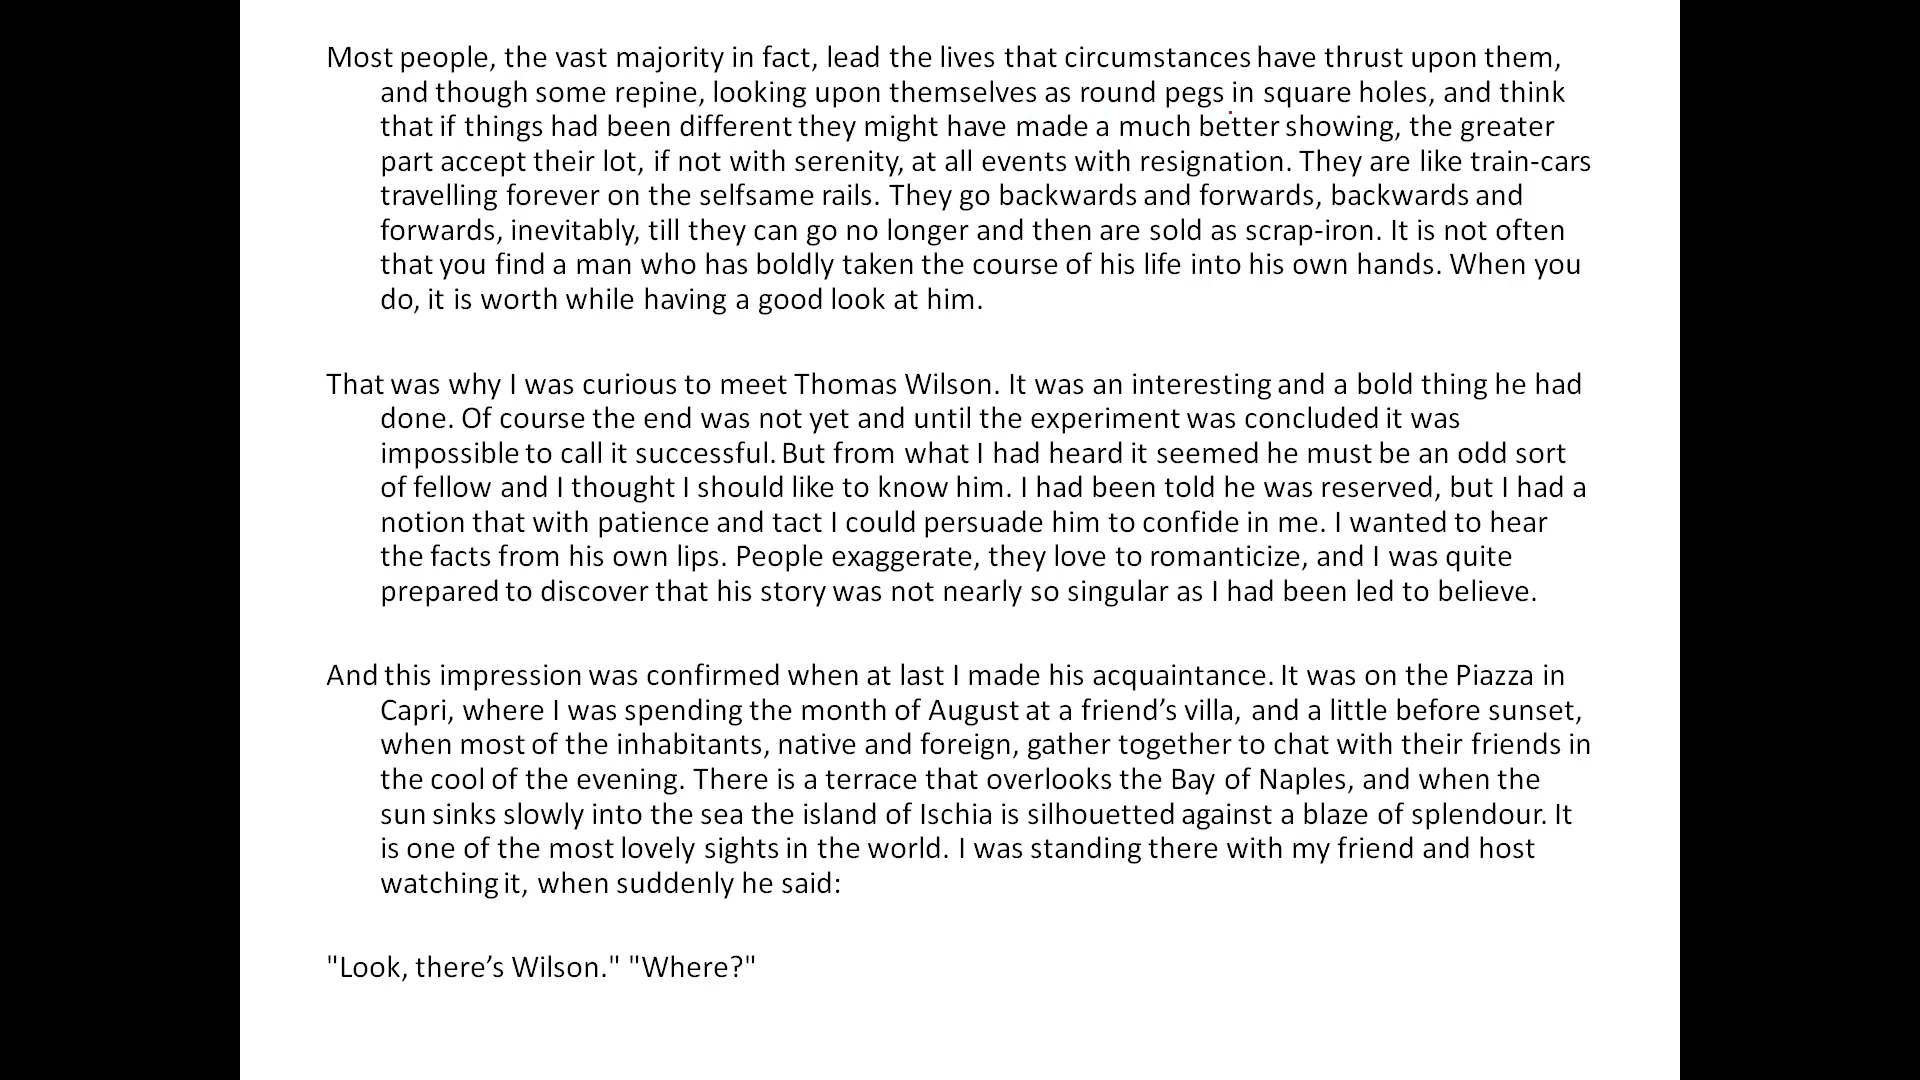 Most people, the vast majority in fact, lead the lives that circumstances have thrust upon them,
and though some repine, looking upon themselves as round pegs in square holes, and think
that if things had been different they might have made a much better showing, the greater
part accept their lot, if not with serenity, at all events with resignation. They are like train-cars
travelling forever on the selfsame rails. They go backwards and forwards, backwards and
forwards, inevitably, till they can go no longer and then are sold as scrap-iron. It is not often
that you find a man who has boldly taken the course of his life into his own hands. When you
do, it is worth while having a good look at him.
That was why I was curious to meet Thomas Wilson. It was an interesting and a bold thing he had
done. Of course the end was not yet and until the experiment was concluded it was
impossible to call it successful. But from what I had heard it seemed he must be an odd sort
of fellow and I thought I should like to know him. I had been told he was reserved, but I had a
notion that with patience and tact I could persuade him to confide in me. I wanted to hear
the facts from his own lips. People exaggerate, they love to romanticize, and I was quite
prepared to discover that his story was not nearly so singular as I had been led to believe.
And this impression was confirmed when at last I made his acquaintance. It was on the Piazza in
Capri, where I was spending the month of August at a friend’s villa, and a little before sunset,
when most of the inhabitants, native and foreign, gather together to chat with their friends in
the cool of the evening. There is a terrace that overlooks the Bay of Naples, and when the
sun sinks slowly into the sea the island of Ischia is silhouetted against a blaze of splendour. It
is one of the most lovely sights in the world. I was standing there with my friend and host
watching it, when suddenly he said:
"Look, there’s Wilson." "Where?"